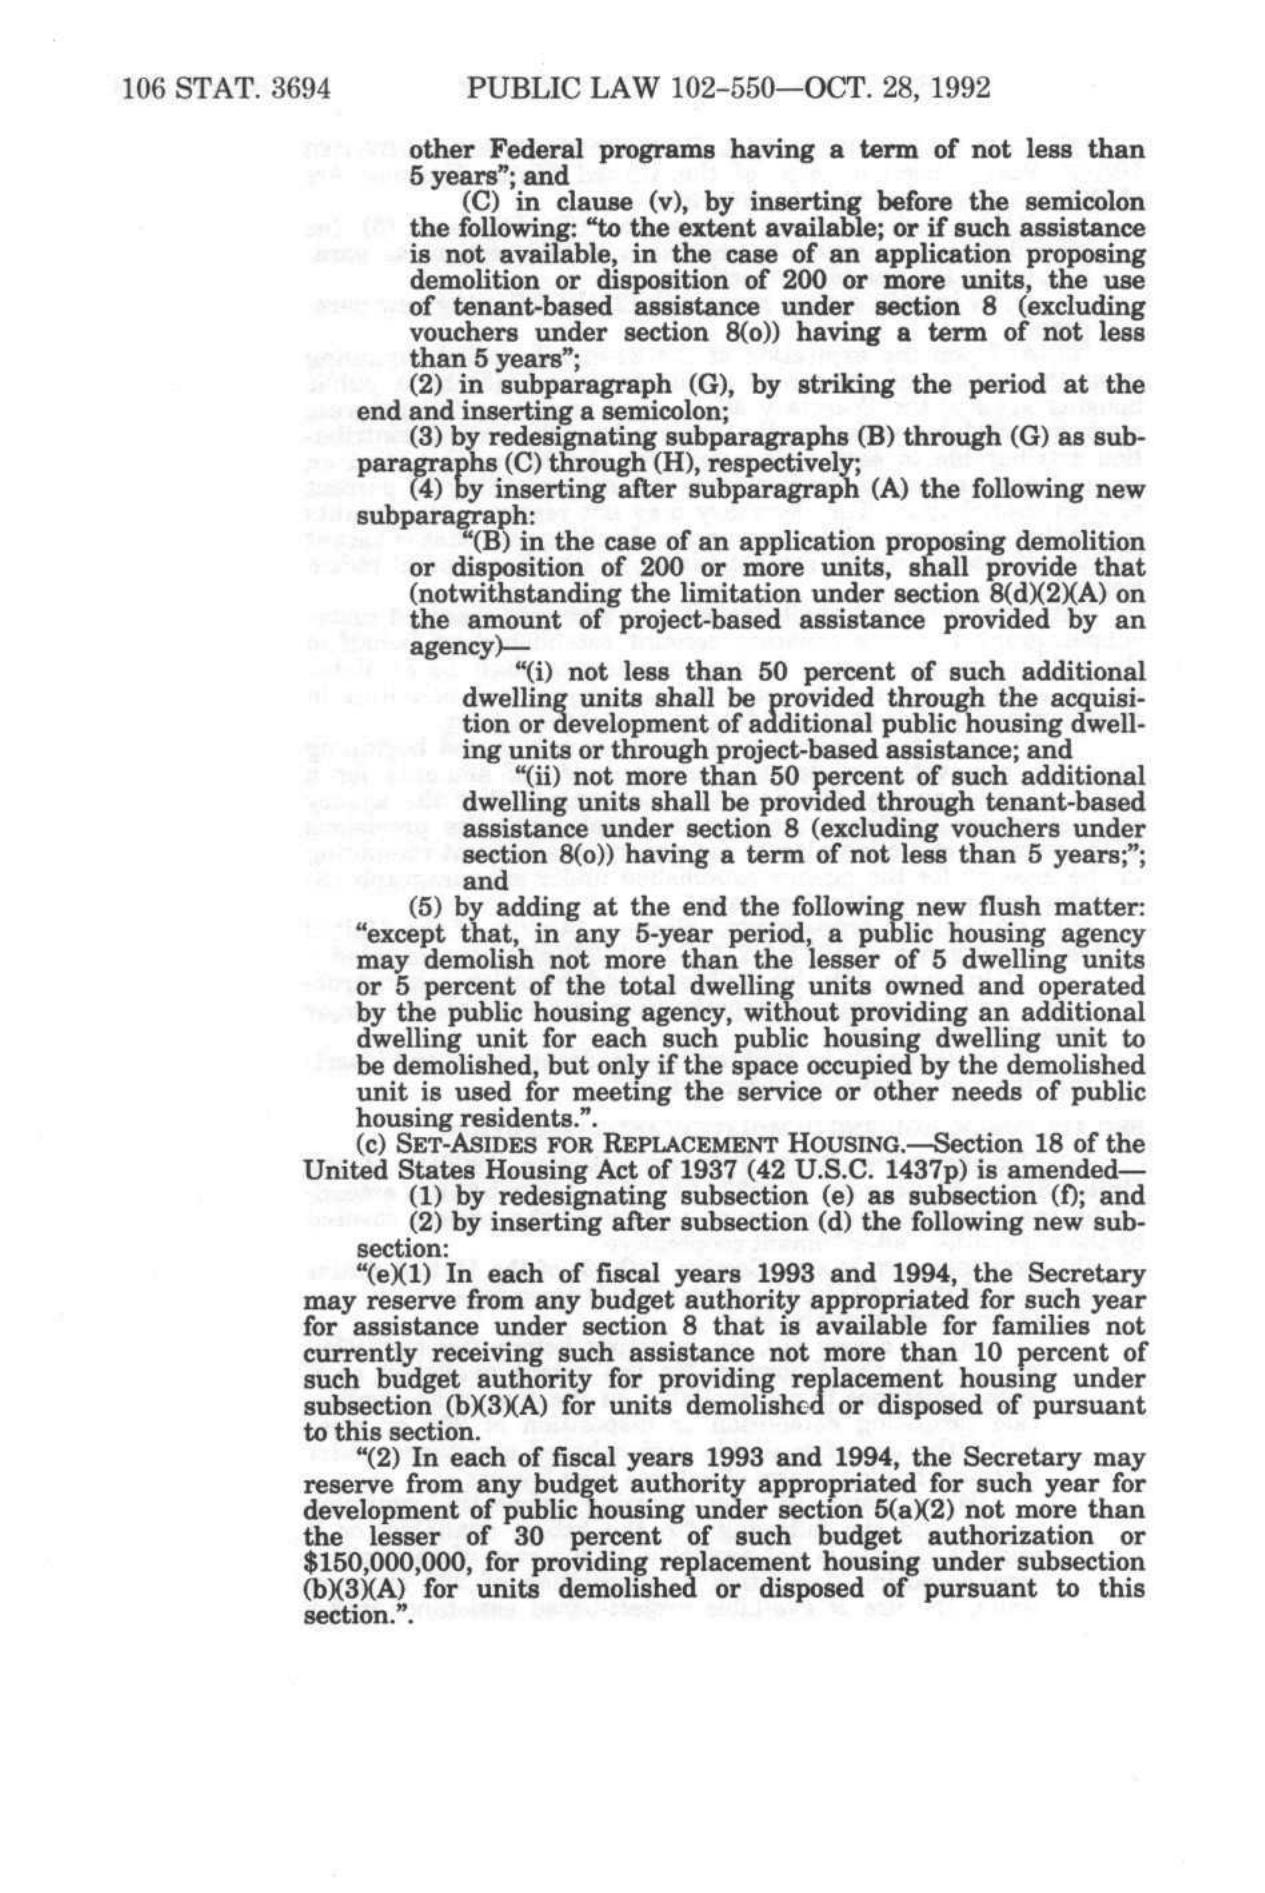 106 STAT. 3694 PUBLIC LAW 102-550—OCT. 28, 1992
other Federal programs having a term of not less than
5 years”; and
(C) in clause (v), by inserting before the semicolon
the following: “to the extent available; or if such assistance
is not available, in the case of an application proposing
demolition or disposition of 200 or more units, the use
of tenant-based assistance under section 8 (excluding
vouchers under section 8(o)) having a term of not less
than 5 years”;
(2) in subparagraph (G), by striking the period at the
end and inserting a semicolon;
(3) by redesignating subparagraphs (B) through (G) as sub-
paragraphs (C) through (H), respectively;
(4) by inserting after subparagraph (A) the following new
subparagraph:
“(B) in the case of an application proposing demolition
or disposition of 200 or more units, shall provide that
(notwithstanding the limitation under section 8(d)(2)(A) on
the amount of project-based assistance provided by an
agency)—
“(i) not less than 50 percent of such additional
dwelling units shall be provided through the acquisi-
tion or development of additional public housing dwell-
ing units or through project-based assistance; and
“(ii) not more than 50 percent of such additional
dwelling units shall be provided through tenant-based
assistance under section 8 (excluding vouchers under
section 8(o)) having a term of not less than 5 years;”;
and
(5) by adding at the end the following new flush matter:
“except that, in any 5-year period, a public housing agency
may demolish not more than the lesser of 5 dwelling units
or 5 percent of the total dwelling units owned and operated
by the public housing agency, without providing an additional
dwelling unit for each such public housing dwelling unit to
be demolished, but only if the space occupied by the demolished
unit is used for meeting the service or other needs of public
housing residents.”.
(c) SET-ASIDES FOR REPLACEMENT HOUSING.—Section 18 of the
United States Housing Act of 1937 (42 U.S.C. 1437p) is amended—
(1) by redesignating subsection (e) as subsection (f); and
(2) by inserting after subsection (d) the following new sub-
section:
“(e)(1) In each of fiscal years 1993 and 1994, the Secretary
may reserve from any budget authority appropriated for such year
for assistance under section 8 that is available for families not
currently receiving such assistance not more than 10 percent of
such budget authority for providing replacement housing under
subsection (b)(3)(A) for units demolished or disposed of pursuant
to this section.
“(2) In each of fiscal years 1993 and 1994, the Secretary may
reserve from any budget authority appropriated for such year for
development of public housing under section 5(a)(2) not more than
the lesser of 30 percent of such budget authorization or
$150,000,000, for providing replacement housing under subsection
(b)(3)(A) for units demolished or disposed of pursuant to this
section.”.